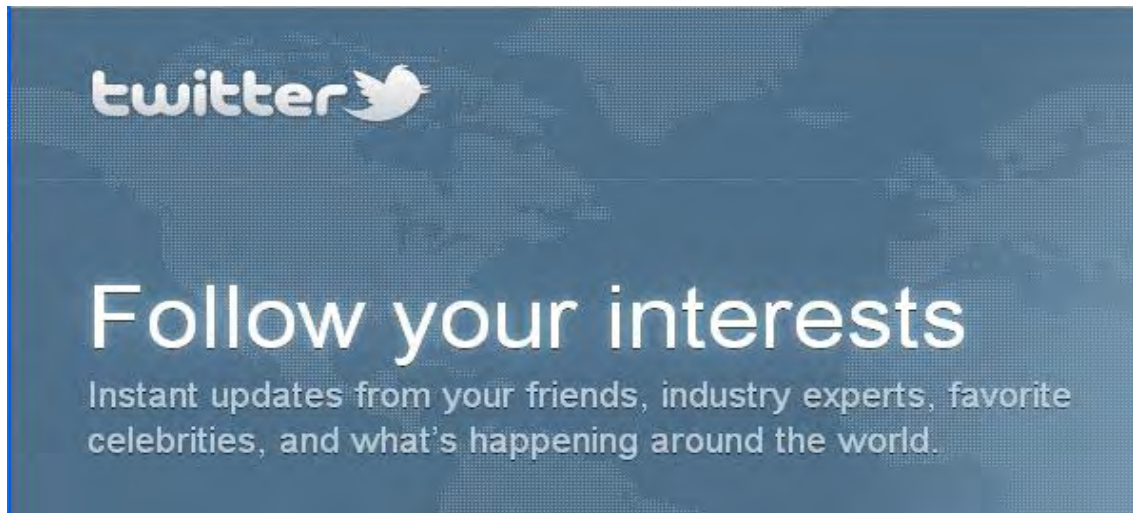 twitter
Follow your interests
Instant updates from your friends, industry experts, favorite
celebrities, and what's happening around the world.